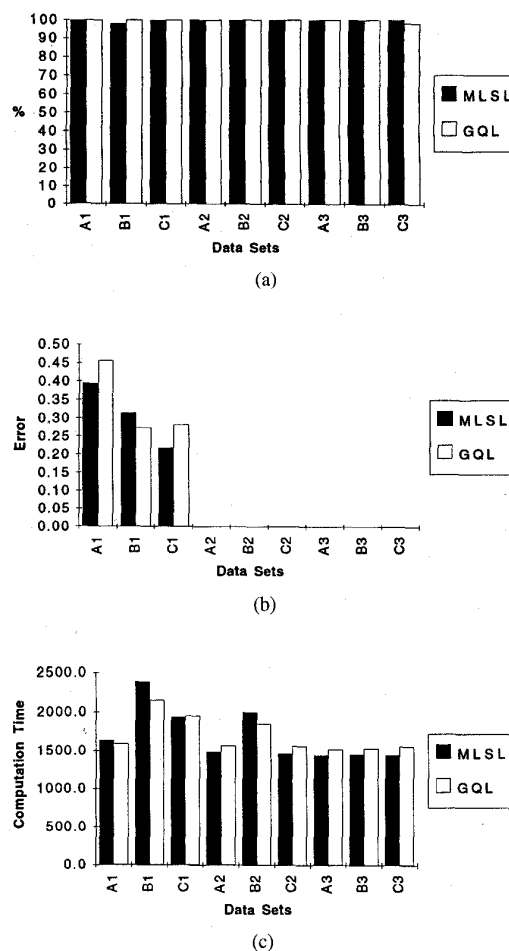 100
90
80
70
%
60
50
40
30
20
10
0
A1 B1 C1 A2 B2 C2 A3 B3 C3
Data Sets
MLSL
GQL
(a)
0.50
0.45
0.40
0.35
0.30
Error
0.25
0.20
0.15
0.10
0.05
0.00
A1 B1 C1 A2 B2 C2 A3 B3 C3
Data Sets
MLSL
GQL
(b)
2500.0
2000.0
1500.0
Computation Time
1000.0
500.0
0.0
A1 B1 C1 A2 B2 C2 A3 B3 C3
Data Sets
MLSL
GQL
(c)